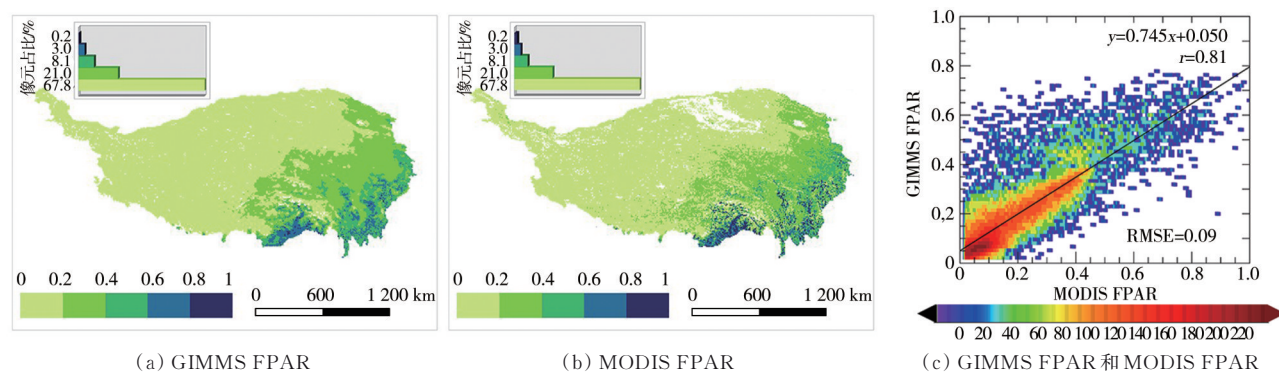 像元占比/%
0.2
3.0
8.1
21.0
67.8
0 0.2 0.4 0.6 0.8 1
0 600 1 200 km
(a) GIMMS FPAR
像元占比/%
0.2
3.0
8.1
21.0
67.8
0 0.2 0.4 0.6 0.8 1
0 600 1 200 km
(b) MODIS FPAR
1.0
0.8
0.6
0.4
0.2
0
GIMMS FPAR
y=0.745x+0.050
r=0.81
RMSE=0.09
0 0.2 0.4 0.6 0.8 1.0
MODIS FPAR
0 20 40 60 80 100 120 140 160 180 200 220
(c) GIMMS FPAR和MODIS FPAR